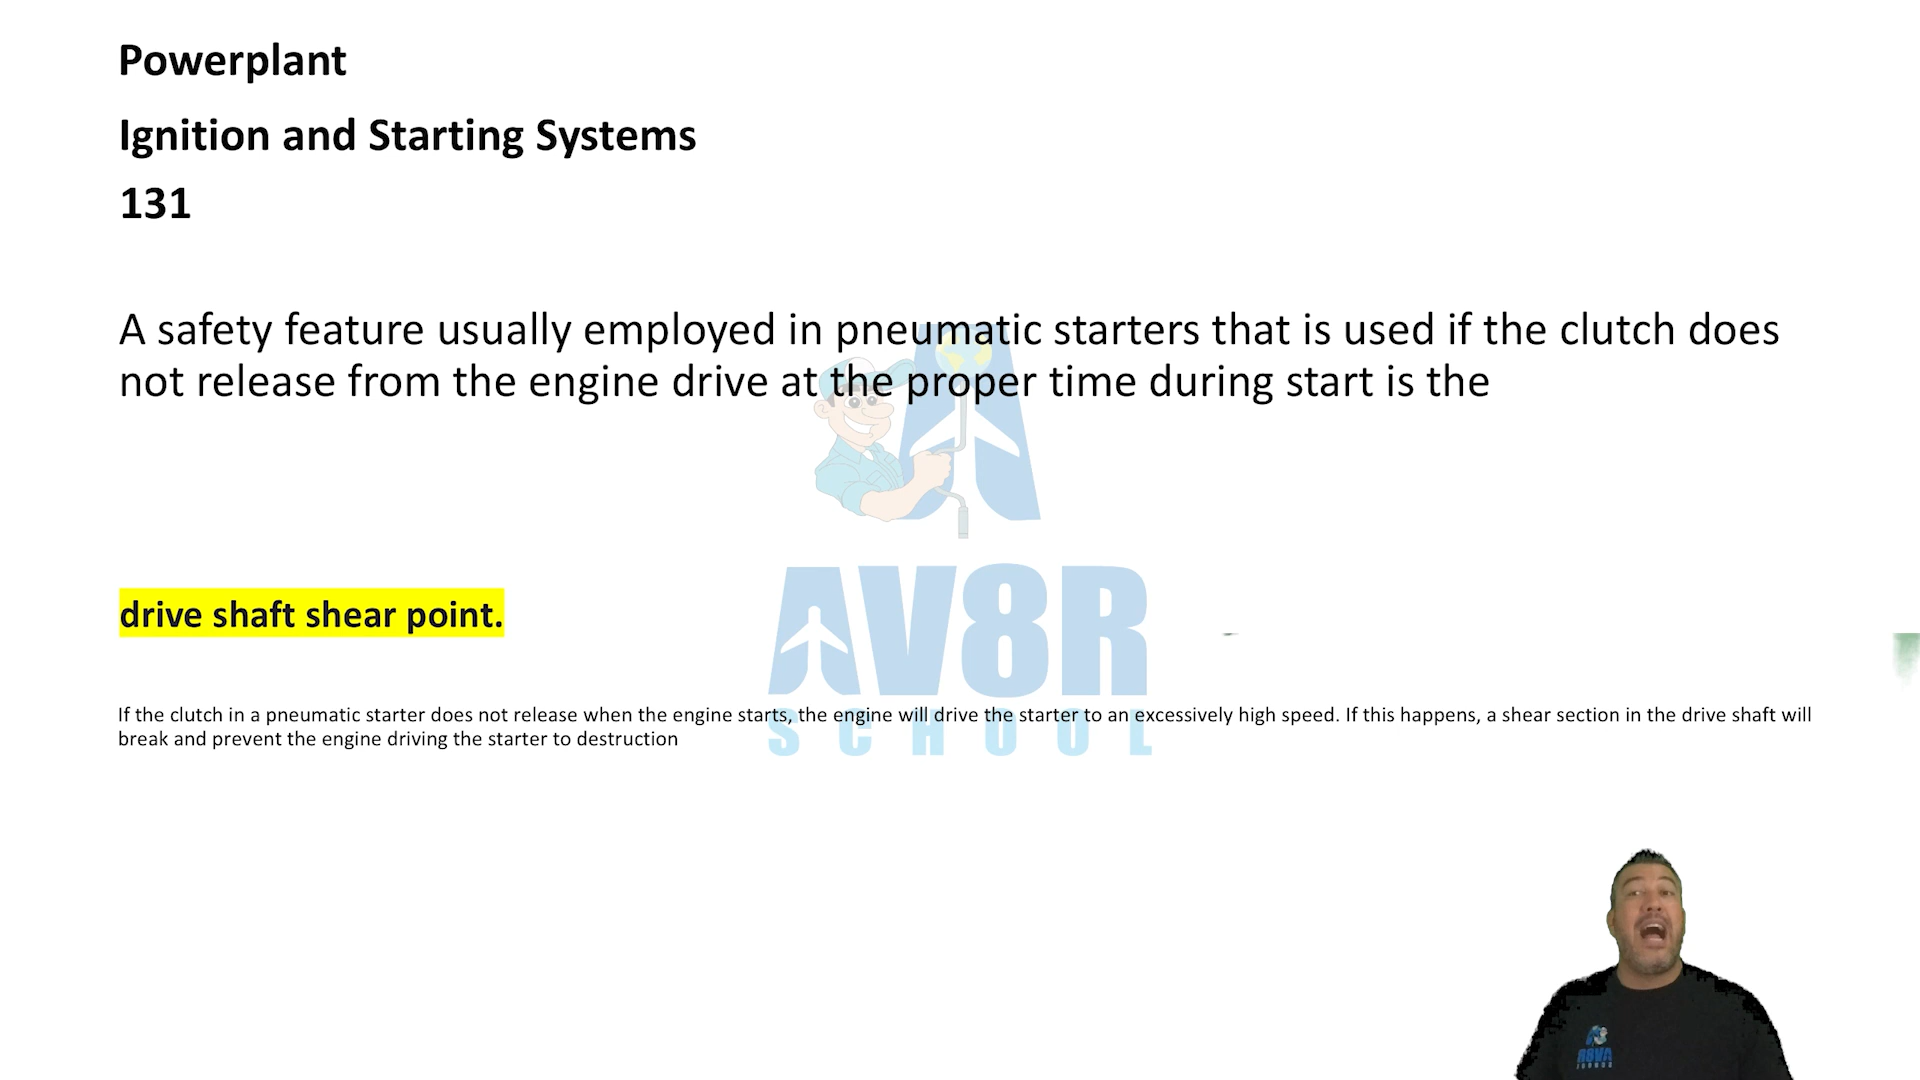 Powerplant
Ignition and Starting Systems
131
A safety feature usually employed in pneumatic starters that is used if the clutch does
not release from the engine drive at the proper time during start is the
drive shaft shear point.
AV8R
SCHOOL
If the clutch in a pneumatic starter does not release when the engine starts, the engine will drive the starter to an excessively high speed. If this happens, a shear section in the drive shaft will
break and prevent the engine driving the starter to destruction